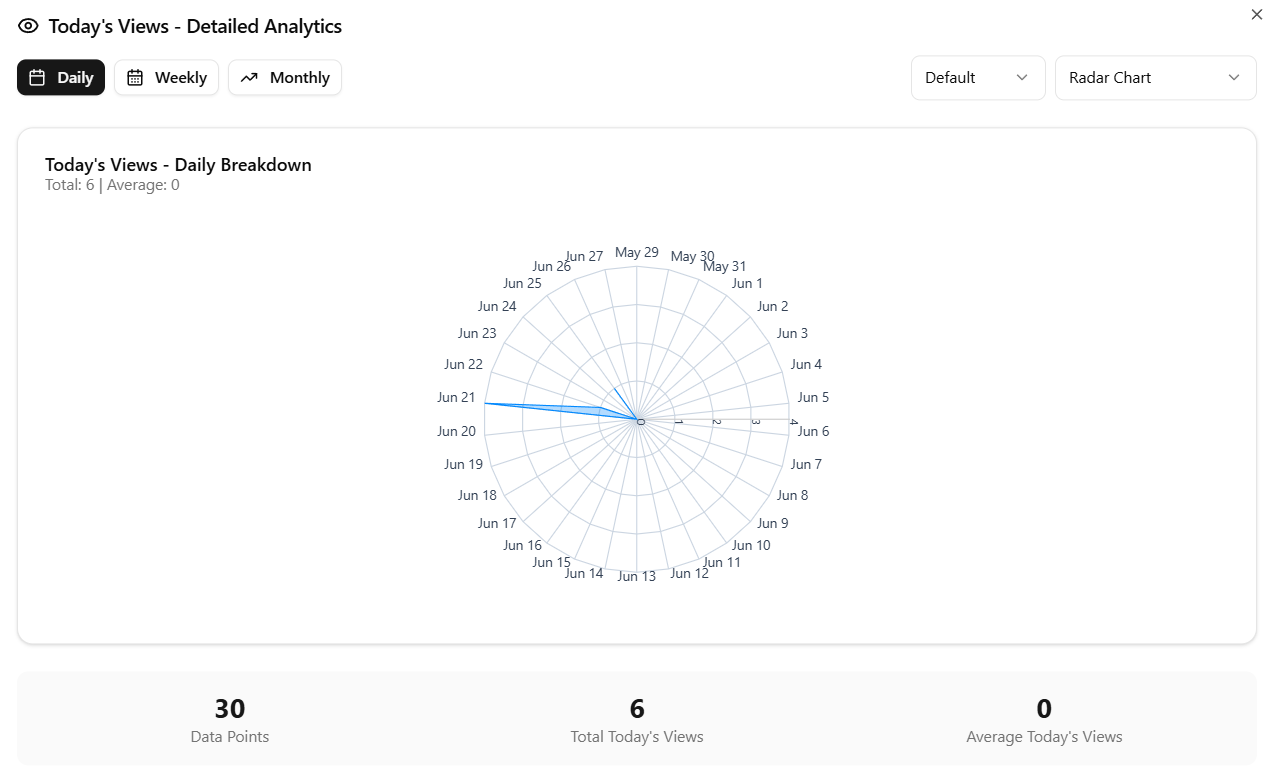 Today's Views - Detailed Analytics
Daily
Weekly
Monthly
Default
Radar Chart
Today's Views - Daily Breakdown
Total: 6 | Average: 0
May 29
May 30
May 31
Jun 1
Jun 2
Jun 3
Jun 4
Jun 5
Jun 6
Jun 7
Jun 8
Jun 9
Jun 10
Jun 11
Jun 12
Jun 13
Jun 14
Jun 15
Jun 16
Jun 17
Jun 18
Jun 19
Jun 20
Jun 21
Jun 22
Jun 23
Jun 24
Jun 25
Jun 26
Jun 27
0
1
2
3
4
30
Data Points
6
Total Today's Views
0
Average Today's Views